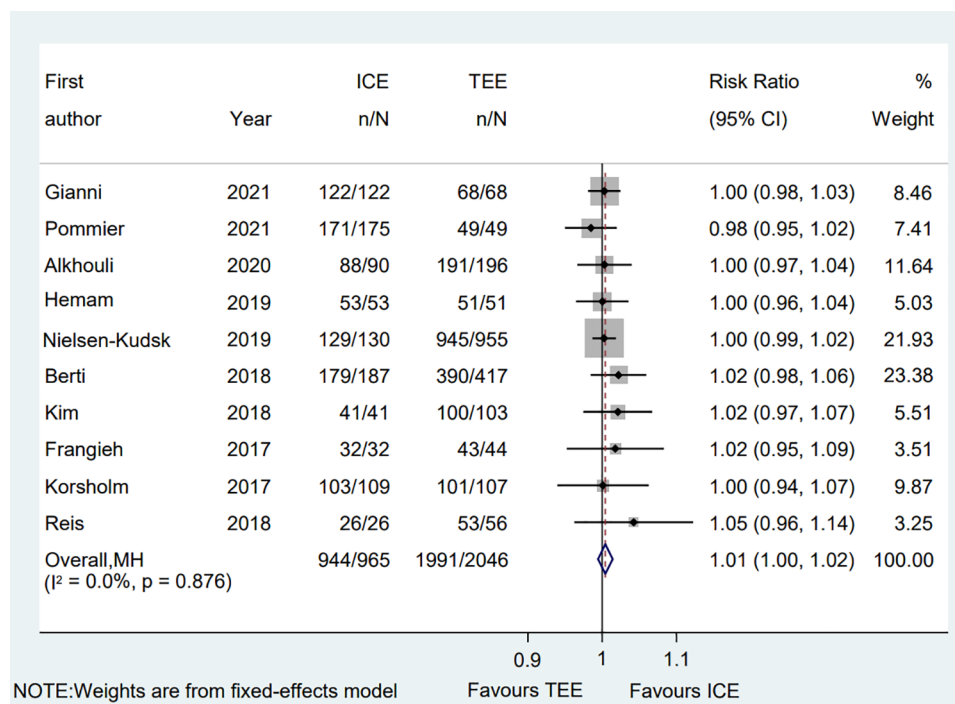 First ICE TEE Risk Ratio %
author Year n/N n/N (95% CI) Weight
Gianni 2021 122/122 68/68 1.00 (0.98, 1.03) 8.46
Pommier 2021 171/175 49/49 0.98 (0.95, 1.02) 7.41
Alkhouli 2020 88/90 191/196 1.00 (0.97, 1.04) 11.64
Hemam 2019 53/53 51/51 1.00 (0.96, 1.04) 5.03
Nielsen-Kudsk 2019 129/130 945/955 1.00 (0.99, 1.02) 21.93
Berti 2018 179/187 390/417 1.02 (0.98, 1.06) 23.38
Kim 2018 41/41 100/103 1.02 (0.97, 1.07) 5.51
Frangieh 2017 32/32 43/44 1.02 (0.95, 1.09) 3.51
Korsholm 2017 103/109 101/107 1.00 (0.94, 1.07) 9.87
Reis 2018 26/26 53/56 1.05 (0.96, 1.14) 3.25
Overall,MH 944/965 1991/2046 1.01 (1.00, 1.02) 100.00
(I² = 0.0%, p = 0.876)
0.9 1 1.1
NOTE:Weights are from fixed-effects model Favours TEE Favours ICE